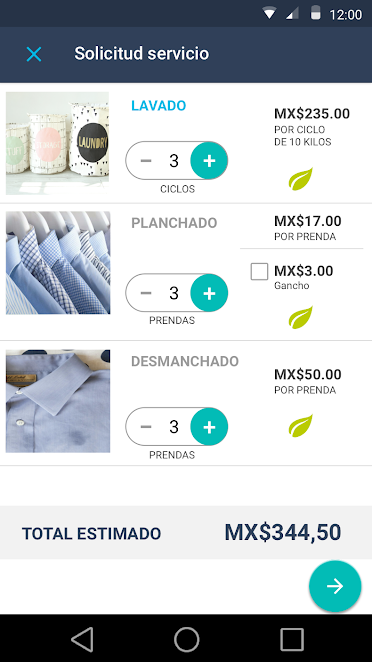 12:00
Solicitud servicio
LAVADO
MX$235.00
POR CICLO
DE 10 KILOS
LAUNDRY
− 3 +
CICLOS
PLANCHADO
MX$17.00
POR PRENDA
MX$3.00
Gancho
− 3 +
PRENDAS
DESMANCHADO
MX$50.00
POR PRENDA
− 3 +
PRENDAS
TOTAL ESTIMADO
MX$344,50